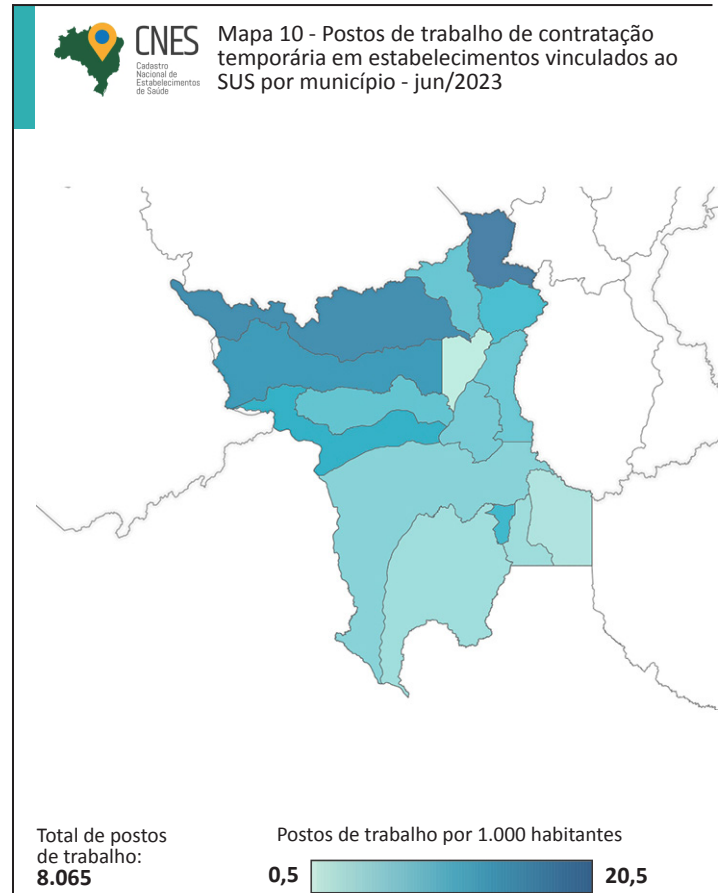 CNES
Cadastro
Nacional de
Estabelecimentos
de Saúde
Mapa 10 - Postos de trabalho de contratação
temporária em estabelecimentos vinculados ao
SUS por município - jun/2023
Total de postos
de trabalho:
8.065
Postos de trabalho por 1.000 habitantes
0,5
20,5